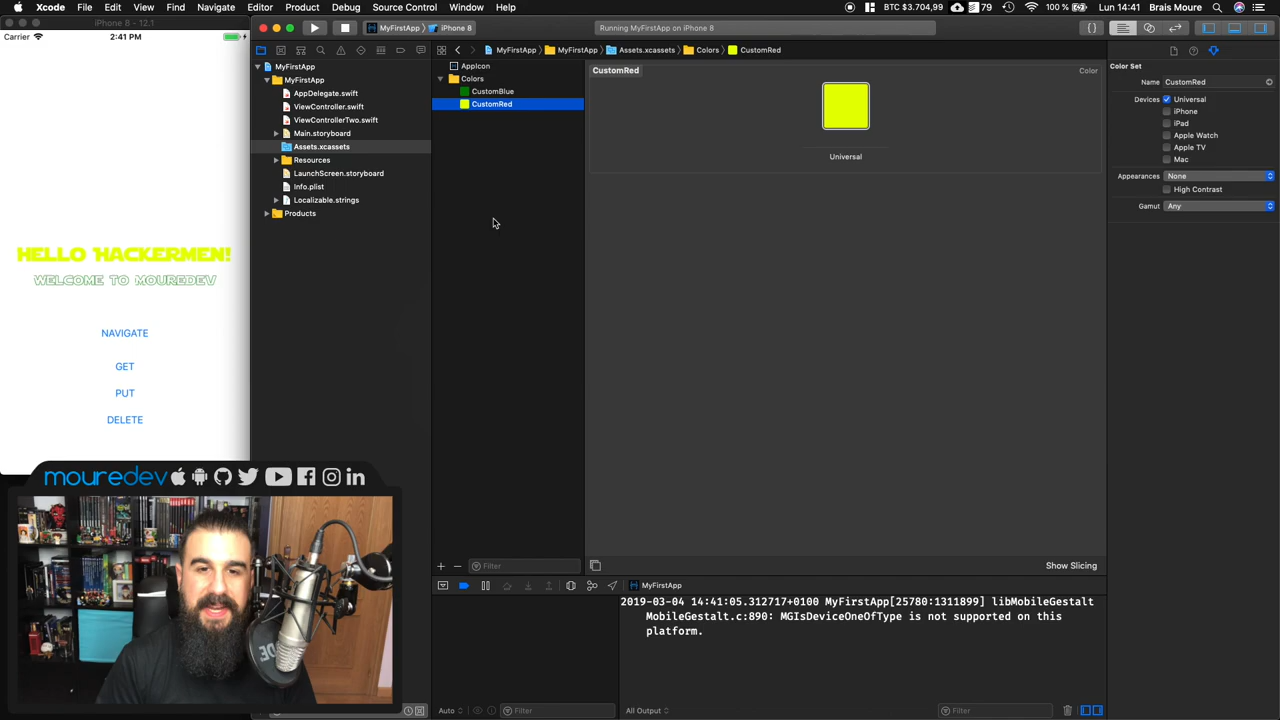 Xcode File Edit View Find Navigate Editor Product Debug Source Control Window Help
BTC $3.704,99 79 100 % Lun 14:41 Brais Moure
iPhone 8 - 12.1
MyFirstApp iPhone 8
Running MyFirstApp on iPhone 8
Carrier 2:41 PM
MyFirstApp MyFirstApp Assets.xcassets Colors CustomRed
MyFirstApp
MyFirstApp
AppDelegate.swift
ViewController.swift
ViewControllerTwo.swift
Main.storyboard
Assets.xcassets
Resources
LaunchScreen.storyboard
Info.plist
Localizable.strings
Products
AppIcon
Colors
CustomBlue
CustomRed
CustomRed Color
Universal
Color Set
Name CustomRed
Devices Universal
iPhone
iPad
Apple Watch
Apple TV
Mac
Appearances None
High Contrast
Gamut Any
HELLO HACKERMEN!
WELCOME TO MOUREDEV
NAVIGATE
GET
PUT
DELETE
mouredev
Filter
Show Slicing
MyFirstApp
2019-03-04 14:41:05.312717+0100 MyFirstApp[25780:1311899] libMobileGestalt
MobileGestalt.c:890: MGIsDeviceOneOfType is not supported on this
platform.
Auto Filter All Output Filter